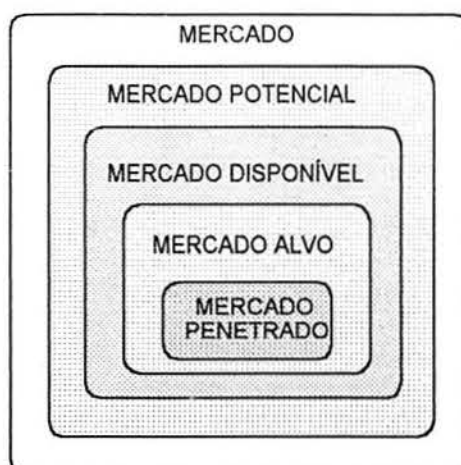 MERCADO
MERCADO POTENCIAL
MERCADO DISPONÍVEL
MERCADO ALVO
MERCADO
PENETRADO